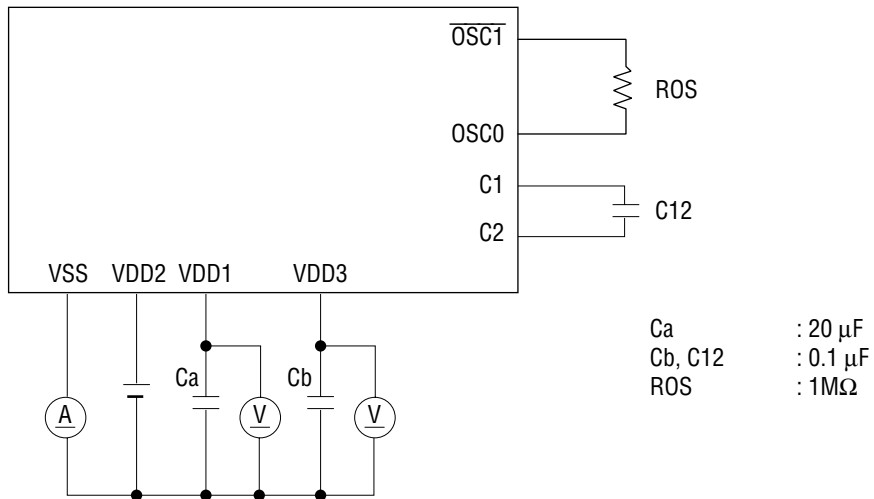 OSC1
ROS
OSC0
C1
C12
C2
VSS VDD2 VDD1 VDD3
Ca : 20 μF
Cb, C12 : 0.1 μF
ROS : 1MΩ
Ca Cb
A V V